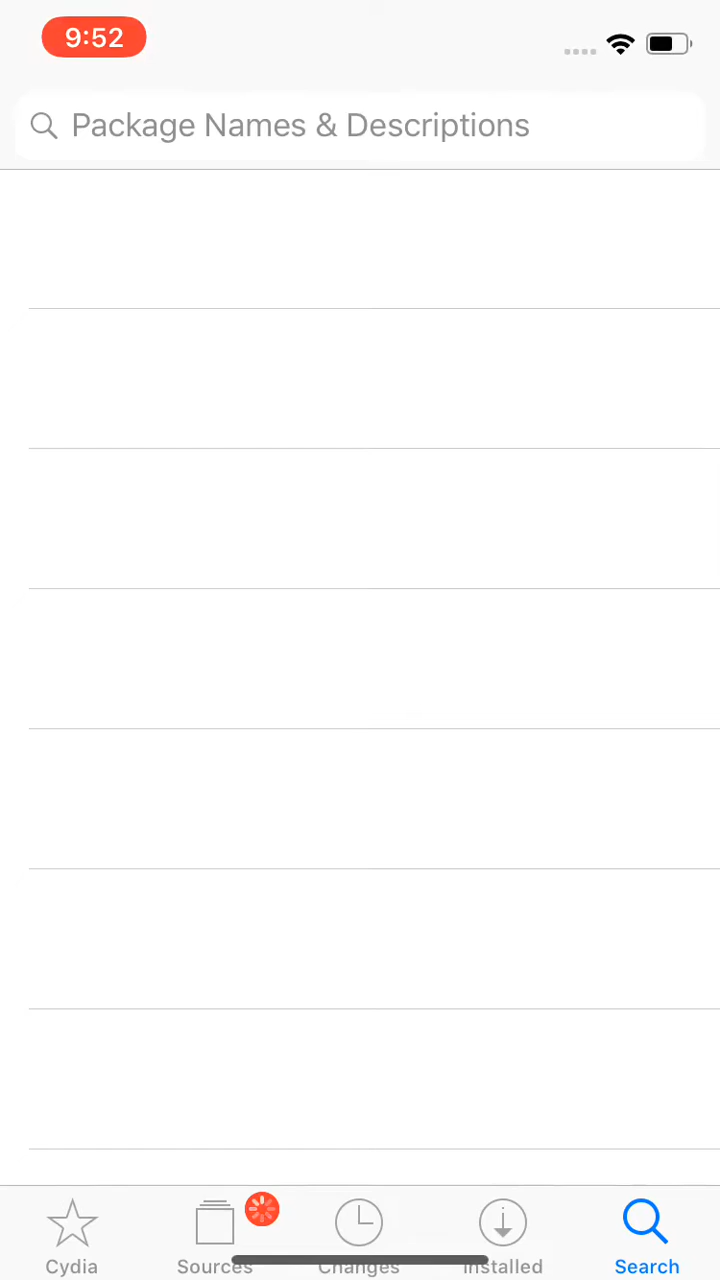 9:52
Package Names & Descriptions
Cydia
Sources
Changes
Installed
Search